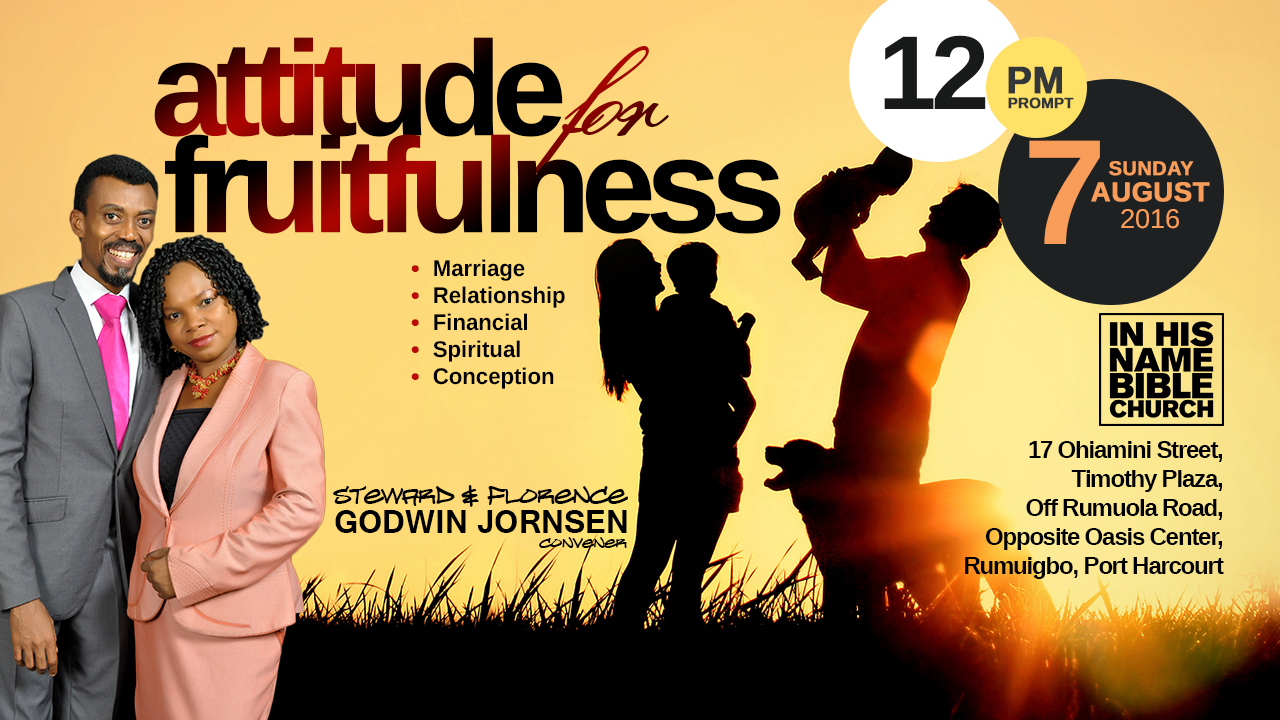 attitude for
fruitfulness
Marriage
Relationship
Financial
Spiritual
Conception
STEWARD & FLORENCE
GODWIN JORNSEN
CONVENER
12
PM
PROMPT
7
SUNDAY
AUGUST
2016
IN HIS
NAME
BIBLE
CHURCH
17 Ohiamini Street,
Timothy Plaza,
Off Rumuola Road,
Opposite Oasis Center,
Rumuigbo, Port Harcourt